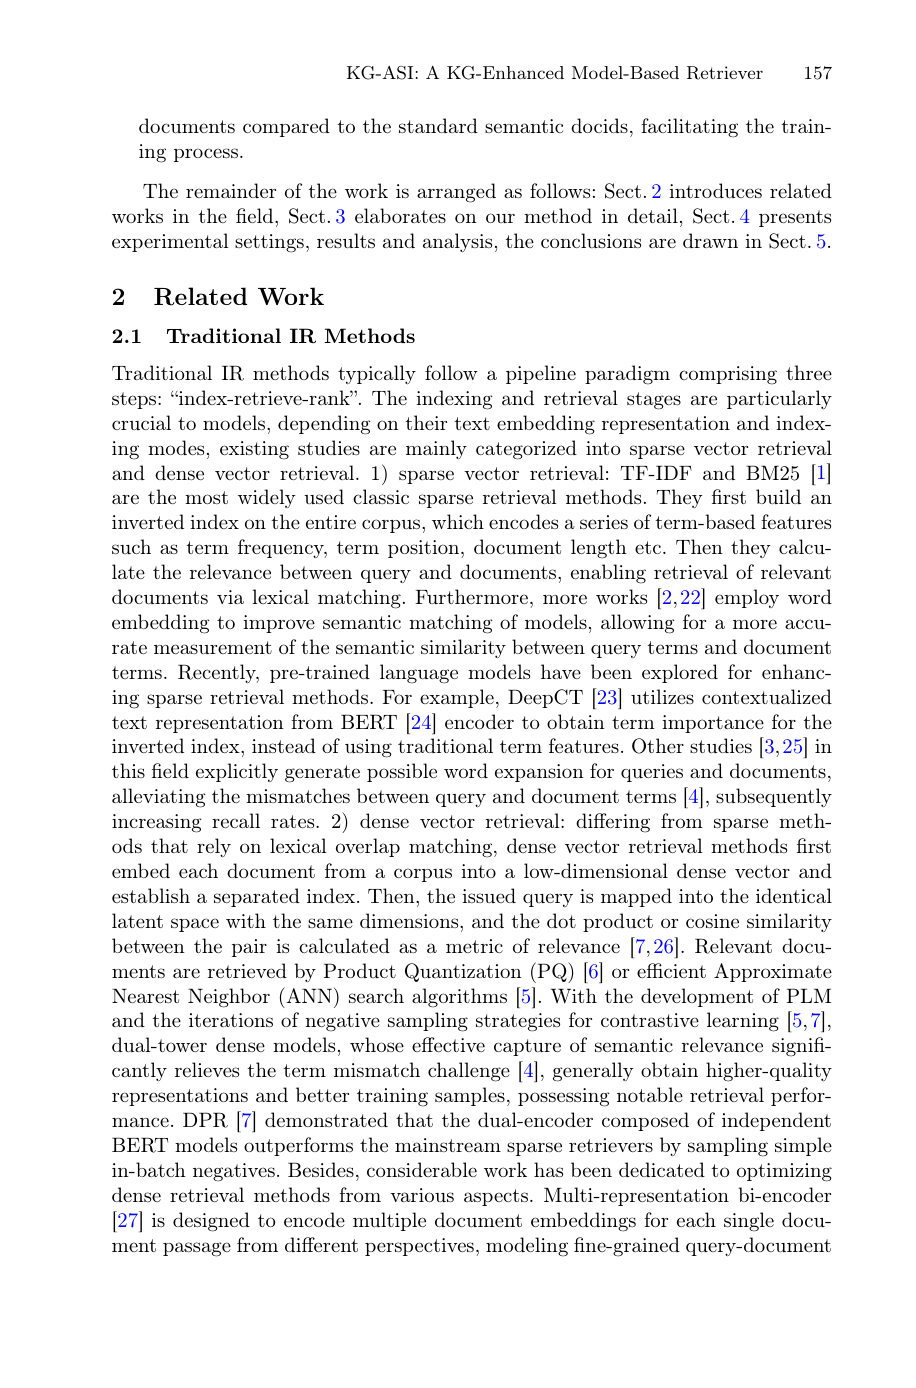 KG-ASI: A KG-Enhanced Model-Based Retriever 157
documents compared to the standard semantic docids, facilitating the train-
ing process.
The remainder of the work is arranged as follows: Sect. 2 introduces related
works in the field, Sect. 3 elaborates on our method in detail, Sect. 4 presents
experimental settings, results and analysis, the conclusions are drawn in Sect. 5.
2 Related Work
2.1 Traditional IR Methods
Traditional IR methods typically follow a pipeline paradigm comprising three
steps: “index-retrieve-rank”. The indexing and retrieval stages are particularly
crucial to models, depending on their text embedding representation and index-
ing modes, existing studies are mainly categorized into sparse vector retrieval
and dense vector retrieval. 1) sparse vector retrieval: TF-IDF and BM25 [1]
are the most widely used classic sparse retrieval methods. They first build an
inverted index on the entire corpus, which encodes a series of term-based features
such as term frequency, term position, document length etc. Then they calcu-
late the relevance between query and documents, enabling retrieval of relevant
documents via lexical matching. Furthermore, more works [2,22] employ word
embedding to improve semantic matching of models, allowing for a more accu-
rate measurement of the semantic similarity between query terms and document
terms. Recently, pre-trained language models have been explored for enhanc-
ing sparse retrieval methods. For example, DeepCT [23] utilizes contextualized
text representation from BERT [24] encoder to obtain term importance for the
inverted index, instead of using traditional term features. Other studies [3,25] in
this field explicitly generate possible word expansion for queries and documents,
alleviating the mismatches between query and document terms [4], subsequently
increasing recall rates. 2) dense vector retrieval: differing from sparse meth-
ods that rely on lexical overlap matching, dense vector retrieval methods first
embed each document from a corpus into a low-dimensional dense vector and
establish a separated index. Then, the issued query is mapped into the identical
latent space with the same dimensions, and the dot product or cosine similarity
between the pair is calculated as a metric of relevance [7,26]. Relevant docu-
ments are retrieved by Product Quantization (PQ) [6] or efficient Approximate
Nearest Neighbor (ANN) search algorithms [5]. With the development of PLM
and the iterations of negative sampling strategies for contrastive learning [5,7],
dual-tower dense models, whose effective capture of semantic relevance signifi-
cantly relieves the term mismatch challenge [4], generally obtain higher-quality
representations and better training samples, possessing notable retrieval perfor-
mance. DPR [7] demonstrated that the dual-encoder composed of independent
BERT models outperforms the mainstream sparse retrievers by sampling simple
in-batch negatives. Besides, considerable work has been dedicated to optimizing
dense retrieval methods from various aspects. Multi-representation bi-encoder
[27] is designed to encode multiple document embeddings for each single docu-
ment passage from different perspectives, modeling fine-grained query-document